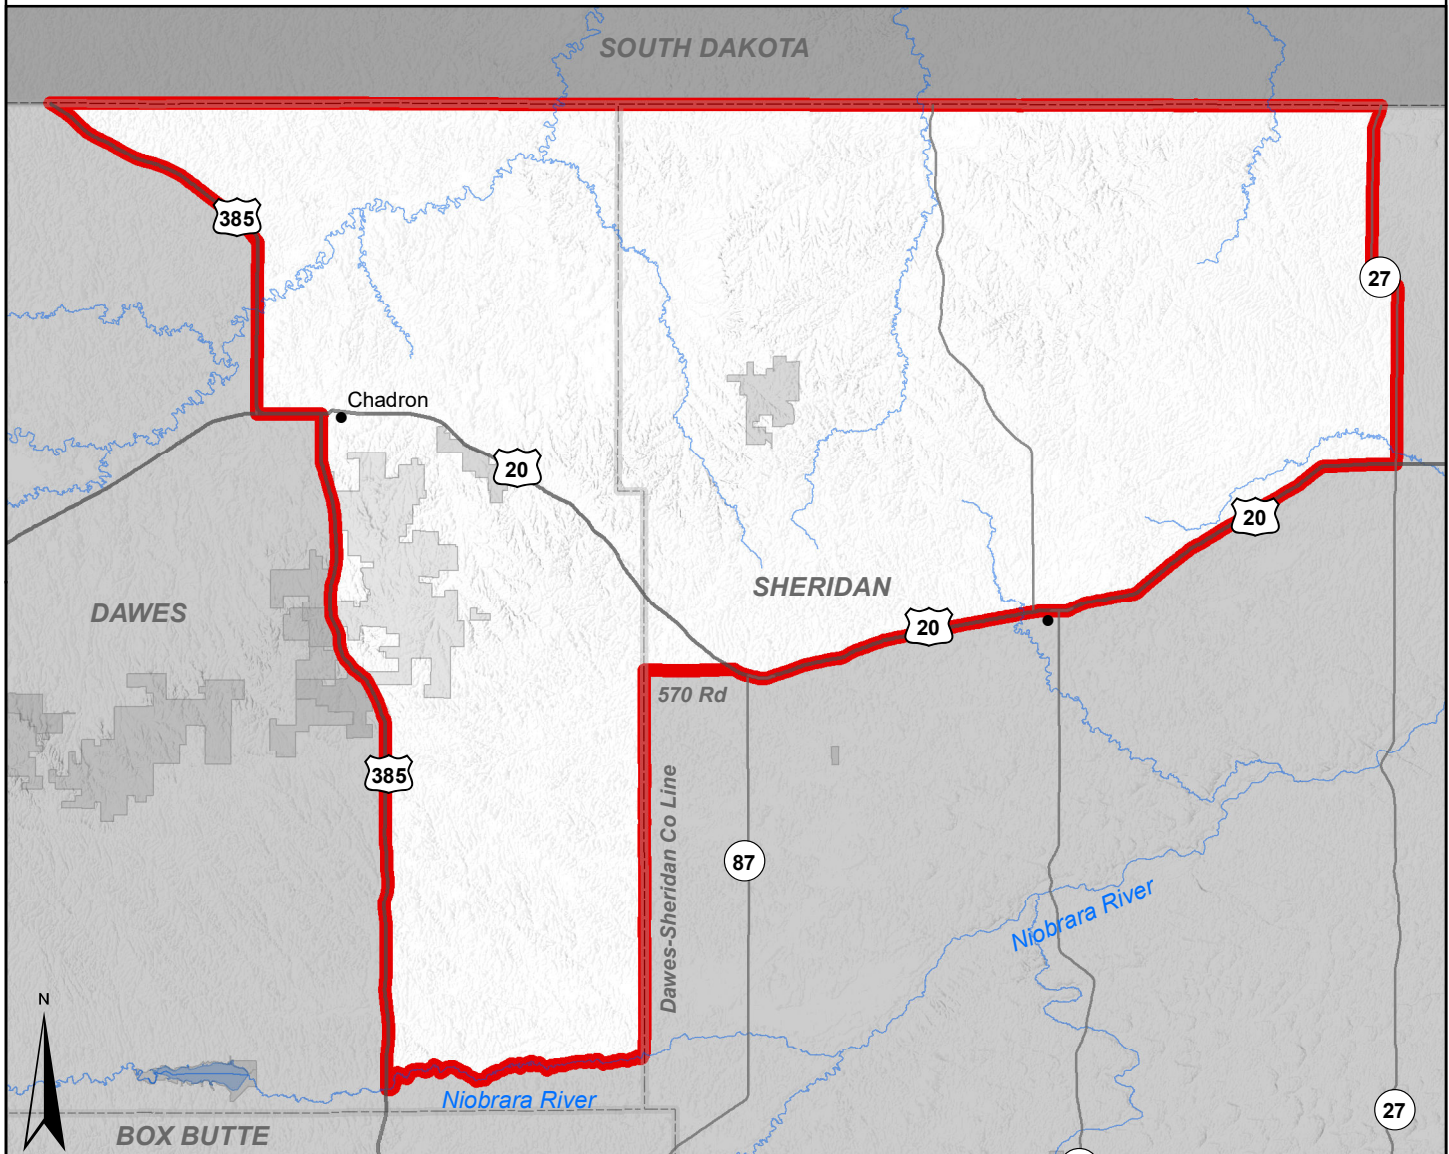 SOUTH DAKOTA
385
27
Chadron
20
20
DAWES
SHERIDAN
20
570 Rd
385
Dawes-Sheridan Co Line
87
Niobrara River
N
Niobrara River
27
BOX BUTTE